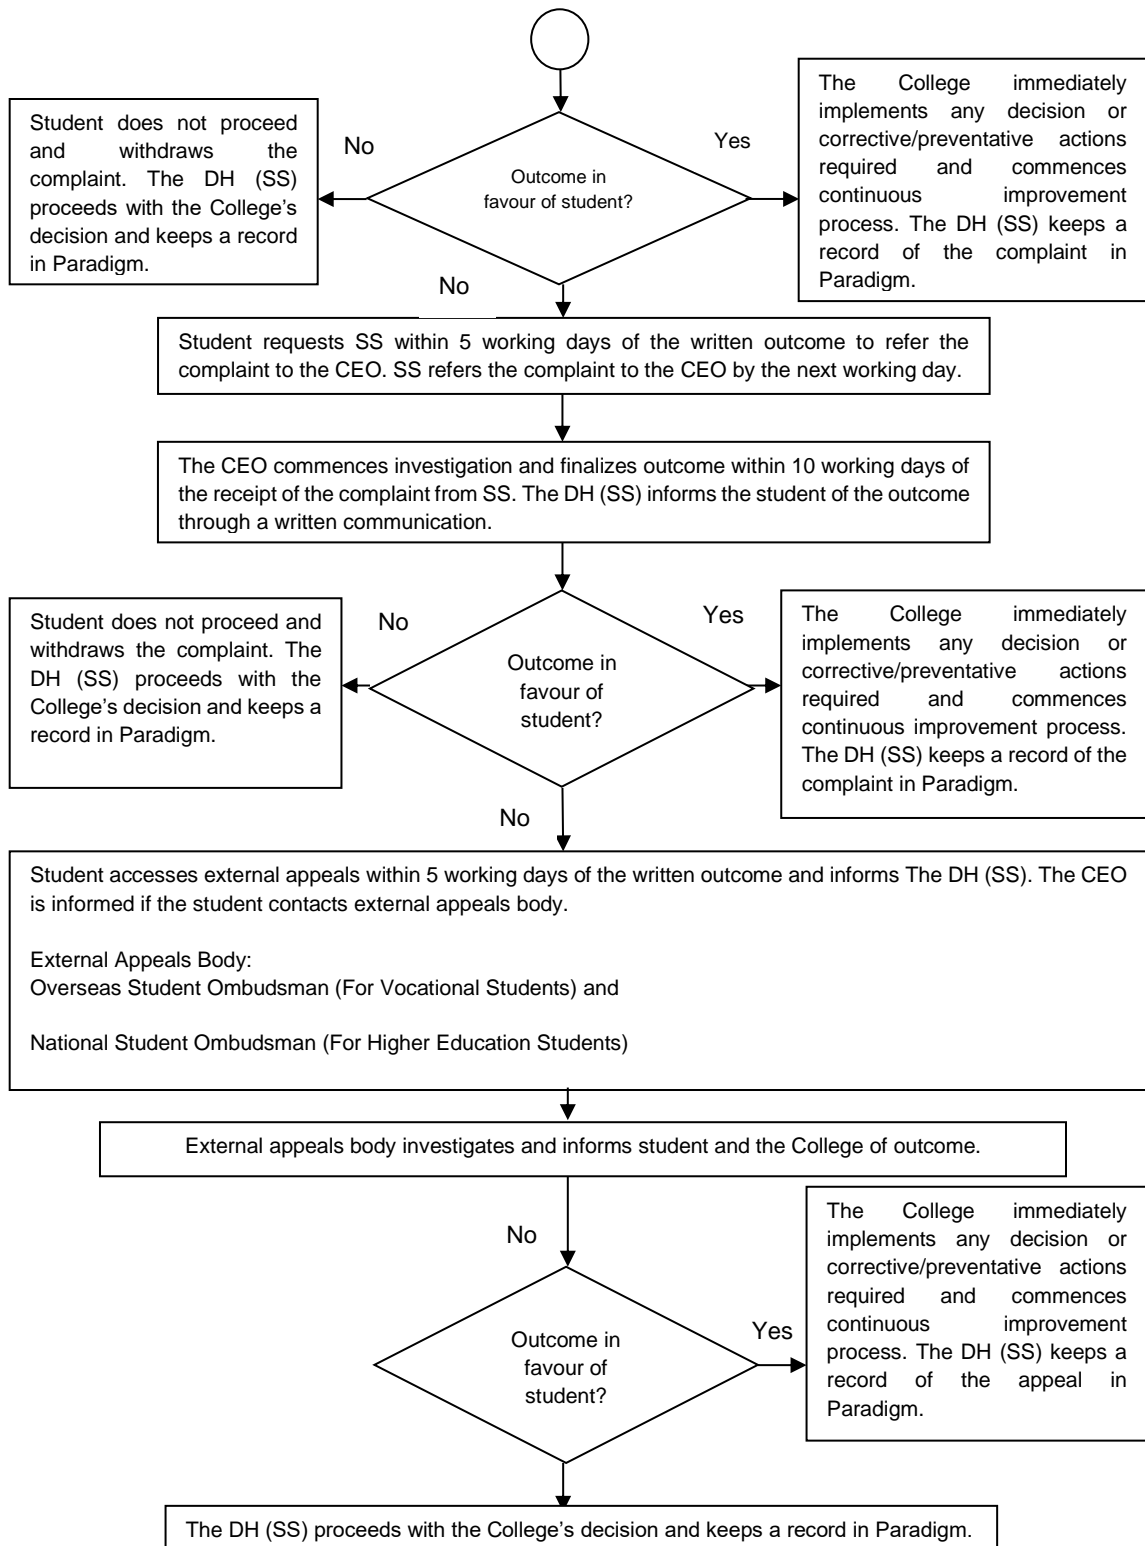 Student does not proceed
and withdraws the
complaint. The DH (SS)
proceeds with the College's
decision and keeps a record
in Paradigm.
No
Outcome in
favour of student?
Yes
The College immediately
implements any decision or
corrective/preventative actions
required and commences
continuous improvement
process. The DH (SS) keeps a
record of the complaint in
Paradigm.
No
Student requests SS within 5 working days of the written outcome to refer the
complaint to the CEO. SS refers the complaint to the CEO by the next working day.
The CEO commences investigation and finalizes outcome within 10 working days of
the receipt of the complaint from SS. The DH (SS) informs the student of the outcome
through a written communication.
Student does not proceed and
withdraws the complaint. The
DH (SS) proceeds with the
College's decision and keeps a
record in Paradigm.
No
Outcome in
favour of
student?
Yes
The College immediately
implements any decision or
corrective/preventative actions
required and commences
continuous improvement process.
The DH (SS) keeps a record of the
complaint in Paradigm.
No
Student accesses external appeals within 5 working days of the written outcome and informs The DH (SS). The CEO
is informed if the student contacts external appeals body.
External Appeals Body:
Overseas Student Ombudsman (For Vocational Students) and
National Student Ombudsman (For Higher Education Students)
External appeals body investigates and informs student and the College of outcome.
No
Outcome in
favour of
student?
Yes
The College immediately
implements any decision or
corrective/preventative actions
required and commences
continuous improvement
process. The DH (SS) keeps a
record of the appeal in
Paradigm.
The DH (SS) proceeds with the College's decision and keeps a record in Paradigm.